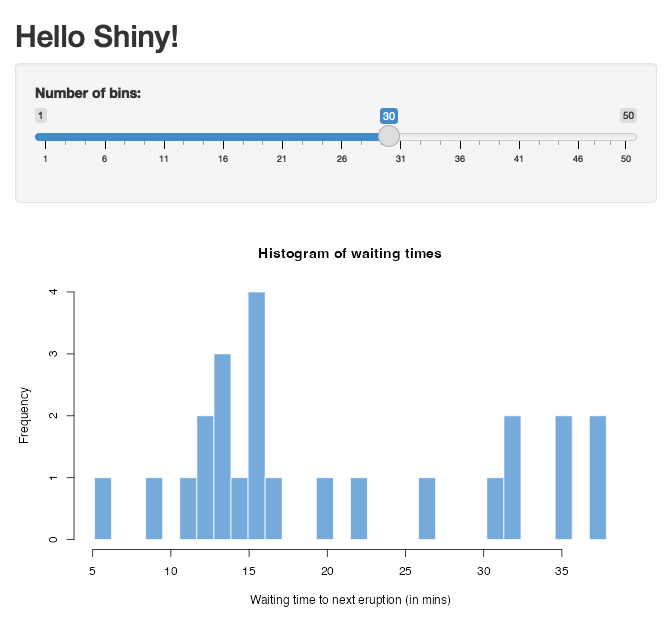 Hello Shiny!
Number of bins:
1 30 50
1 6 11 16 21 26 31 36 41 46 50
Histogram of waiting times
Frequency
4
3
2
1
0
5 10 15 20 25 30 35
Waiting time to next eruption (in mins)